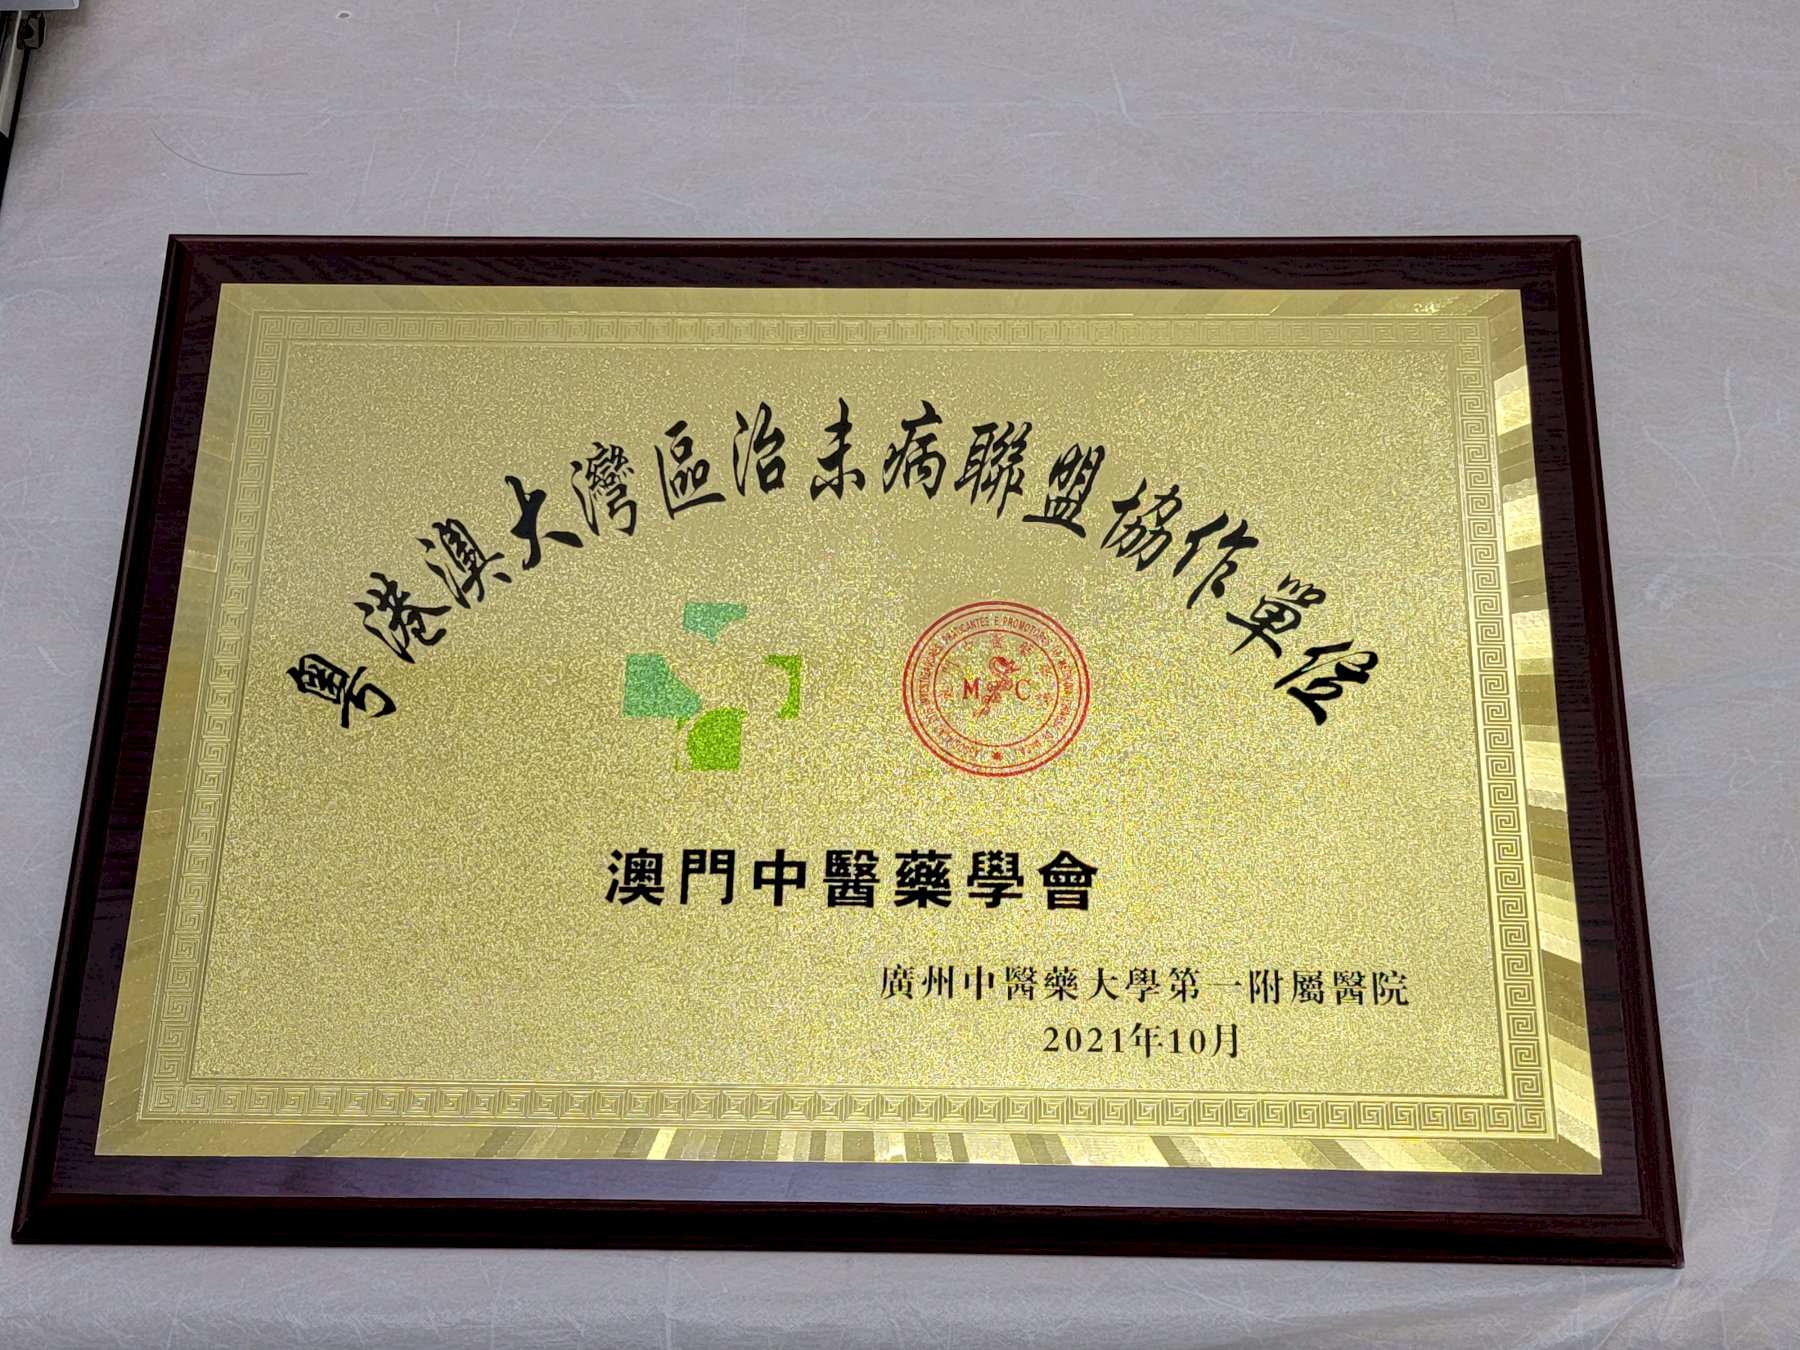 粵港澳大灣區治未病聯盟協作單位
M C
澳門中醫藥學會
廣州中醫藥大學第一附屬醫院
2021年10月